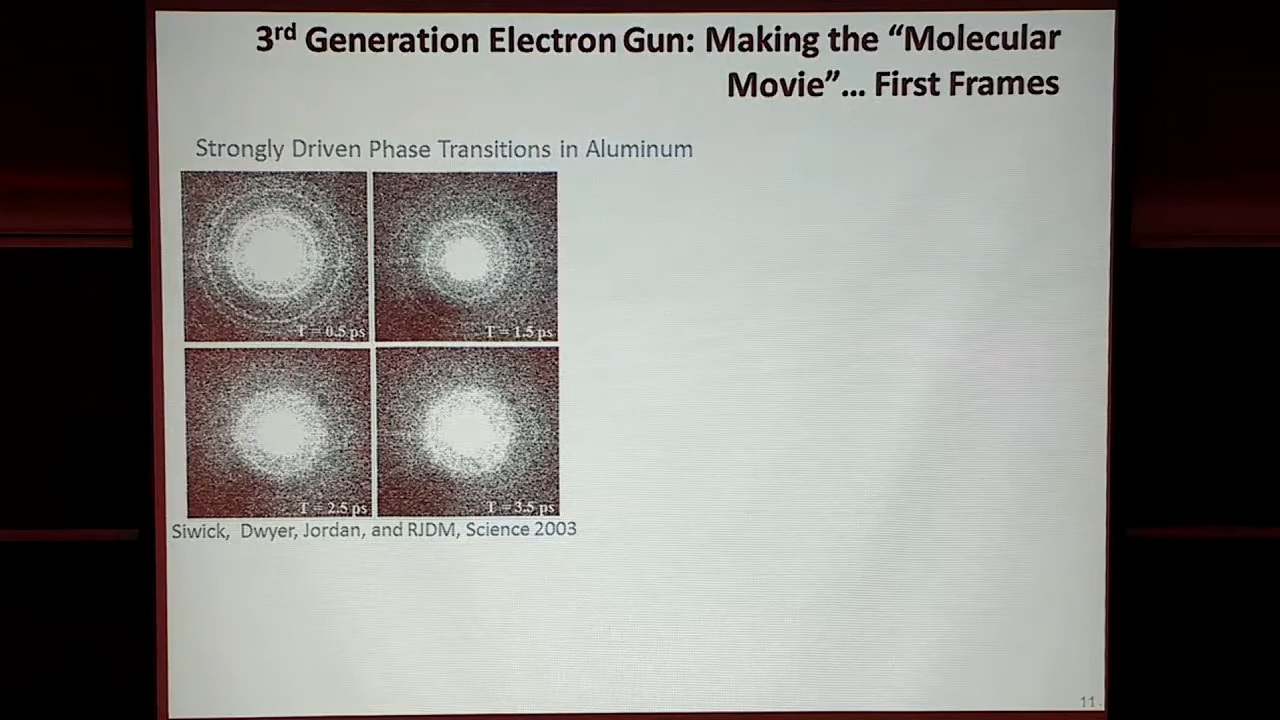 3rd Generation Electron Gun: Making the “Molecular
Movie”... First Frames
Strongly Driven Phase Transitions in Aluminum
T = 0.5 ps
T = 1.5 ps
T = 2.5 ps
T = 3.5 ps
Siwick, Dwyer, Jordan, and RJDM, Science 2003
11